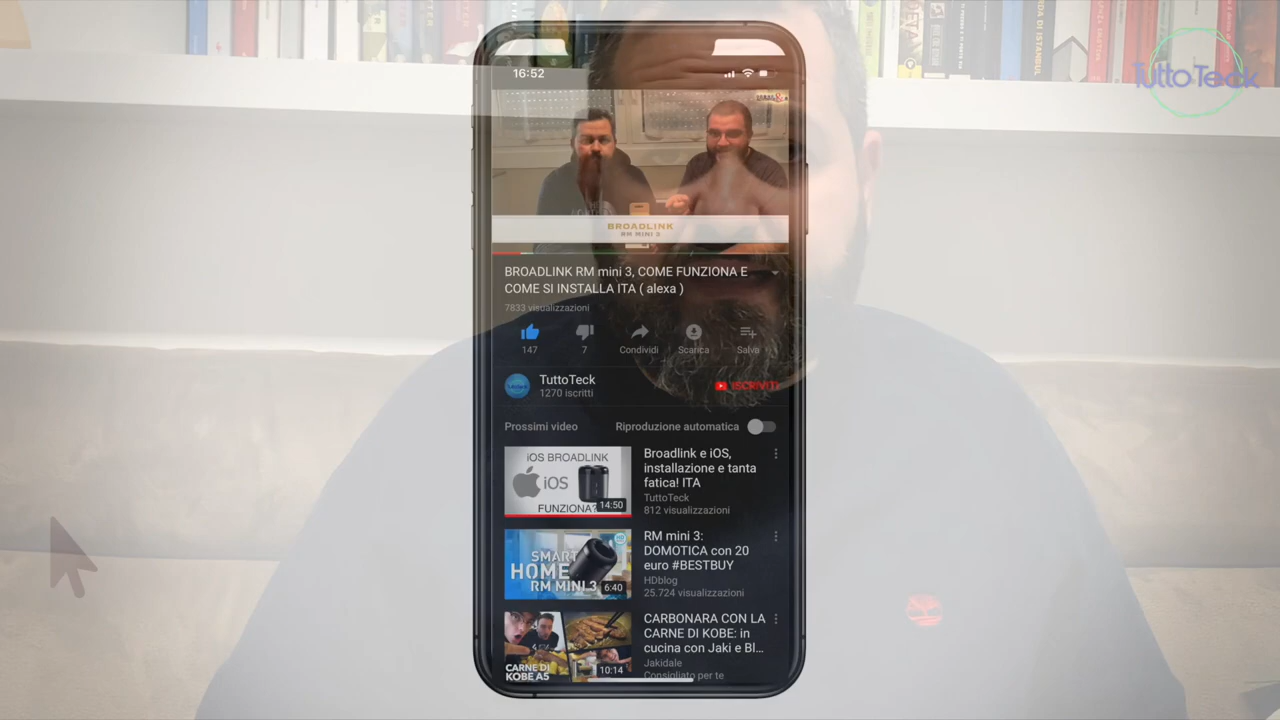 TuttoTeck
16:52
BROADLINK
RM MINI 3
BROADLINK RM mini 3, COME FUNZIONA E
COME SI INSTALLA ITA ( alexa )
7833 visualizzazioni
147
7
Condividi
Scarica
Salva
TuttoTeck
1270 iscritti
ISCRIVITI
Prossimi video
Riproduzione automatica
iOS BROADLINK
iOS
FUNZIONA?
14:50
Broadlink e iOS,
installazione e tanta
fatica! ITA
TuttoTeck
812 visualizzazioni
SMART
HOME
RM MINI 3
6:40
RM mini 3:
DOMOTICA con 20
euro #BESTBUY
HDblog
25.724 visualizzazioni
CARNE DI
KOBE A5
10:14
CARBONARA CON LA
CARNE DI KOBE: in
cucina con Jaki e Bl...
Jakidale
Consigliato per te